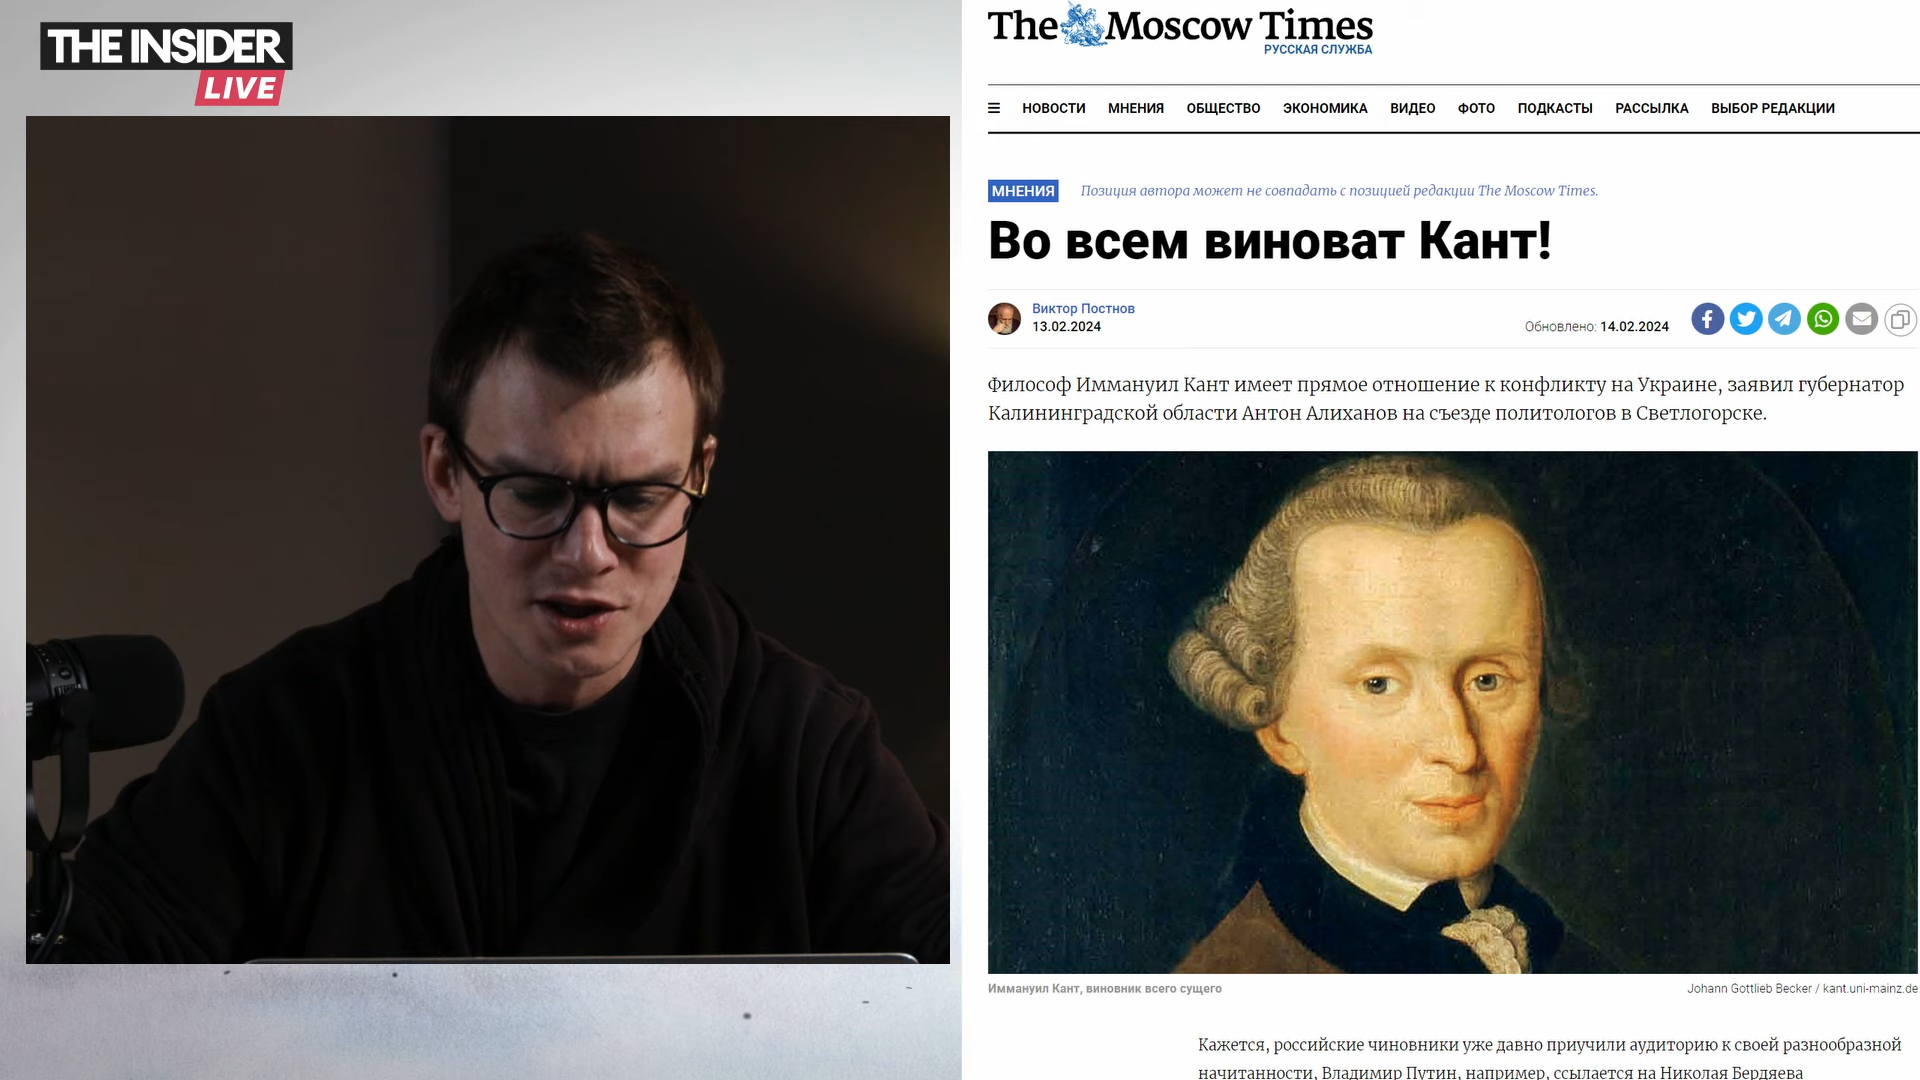 THE INSIDER
LIVE
The Moscow Times
РУССКАЯ СЛУЖБА
НОВОСТИ МНЕНИЯ ОБЩЕСТВО ЭКОНОМИКА ВИДЕО ФОТО ПОДКАСТЫ РАССЫЛКА ВЫБОР РЕДАКЦИИ
МНЕНИЯ Позиция автора может не совпадать с позицией редакции The Moscow Times.
Во всем виноват Кант!
Виктор Постнов
13.02.2024
Обновлено: 14.02.2024
Философ Иммануил Кант имеет прямое отношение к конфликту на Украине, заявил губернатор
Калининградской области Антон Алиханов на съезде политологов в Светлогорске.
Иммануил Кант, виновник всего сущего
Johann Gottlieb Becker / kant.uni-mainz.de
Кажется, российские чиновники уже давно приучили аудиторию к своей разнообразной
начитанности, Владимир Путин, например, ссылается на Николая Бердяева